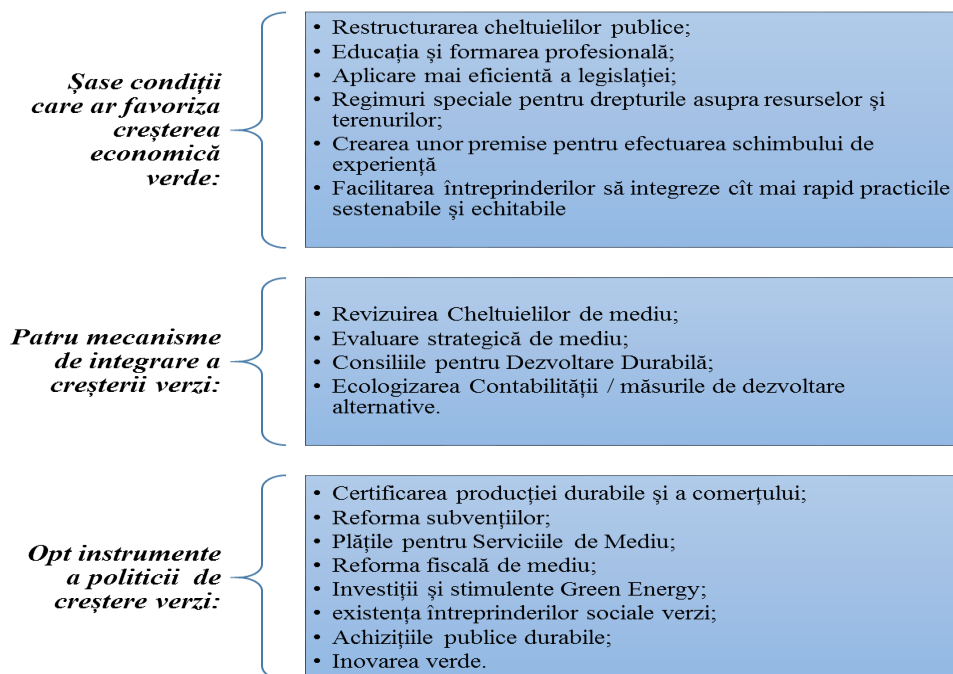 Șase condiții
care ar favoriza
creșterea
economică
verde:
• Restructurarea cheltuielilor publice;
• Educația și formarea profesională;
• Aplicare mai eficientă a legislației;
• Regimuri speciale pentru drepturile asupra resurselor și
terenurilor;
• Crearea unor premise pentru efectuarea schimbului de
experiență
• Facilitarea întreprinderilor să integreze cît mai rapid practicile
sestenabile și echitabile
Patru mecanisme
de integrare a
creșterii verzi:
• Revizuirea Cheltuielilor de mediu;
• Evaluare strategică de mediu;
• Consiliile pentru Dezvoltare Durabilă;
• Ecologizarea Contabilității / măsurile de dezvoltare
alternative.
Opt instrumente
a politicii de
creștere verzi:
• Certificarea producției durabile și a comerțului;
• Reforma subvențiilor;
• Plățile pentru Serviciile de Mediu;
• Reforma fiscală de mediu;
• Investiții și stimulente Green Energy;
• existența întreprinderilor sociale verzi;
• Achizițiile publice durabile;
• Inovarea verde.